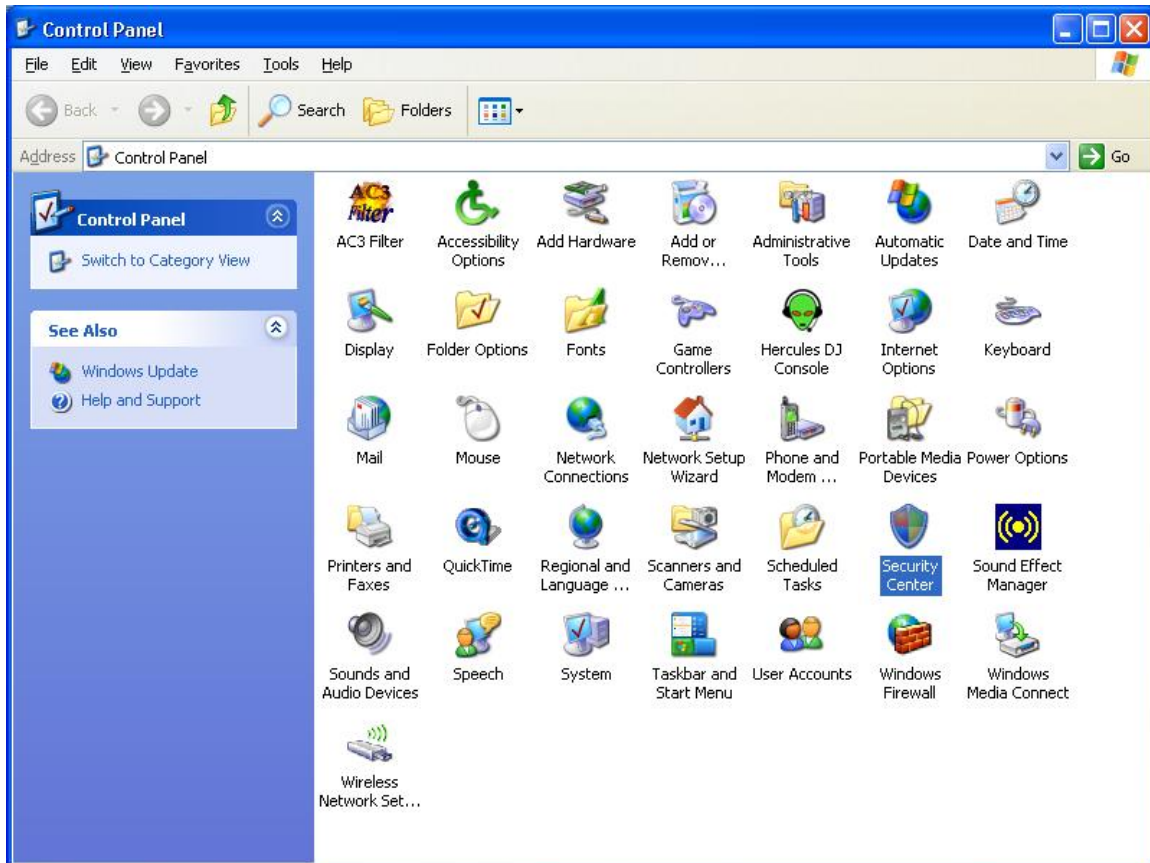 Control Panel
File Edit View Favorites Tools Help
Back Search Folders
Address Control Panel Go
Control Panel
Switch to Category View
See Also
Windows Update
Help and Support
AC3 Filter
AC3 Filter
Accessibility
Options
Add Hardware
Add or
Remov...
Administrative
Tools
Automatic
Updates
Date and Time
Display
Folder Options
Fonts
Game
Controllers
Hercules DJ
Console
Internet
Options
Keyboard
Mail
Mouse
Network
Connections
Network Setup
Wizard
Phone and
Modem ...
Portable Media
Devices
Power Options
Printers and
Faxes
QuickTime
Regional and
Language ...
Scanners and
Cameras
Scheduled
Tasks
Security
Center
Sound Effect
Manager
Sounds and
Audio Devices
Speech
System
Taskbar and
Start Menu
User Accounts
Windows
Firewall
Windows
Media Connect
Wireless
Network Set...